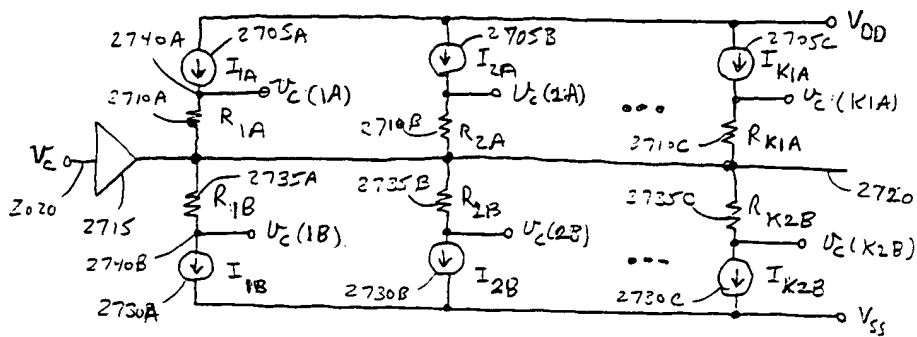 2740A 2705A 2705B 2705C V_DD
I_1A I_2A I_K1A
v_c(1A) v_c(2A) ••• v_c(K1A)
2710A R_1A 2710B R_2A 2710C R_K1A
v_c
2020 2715 2735A 2735B 2735C 2720
R_1B R_2B R_K2B
v_c(1B) v_c(2B) v_c(K2B)
2740B I_1B I_2B ••• I_K2B
2730A 2730B 2730C V_SS